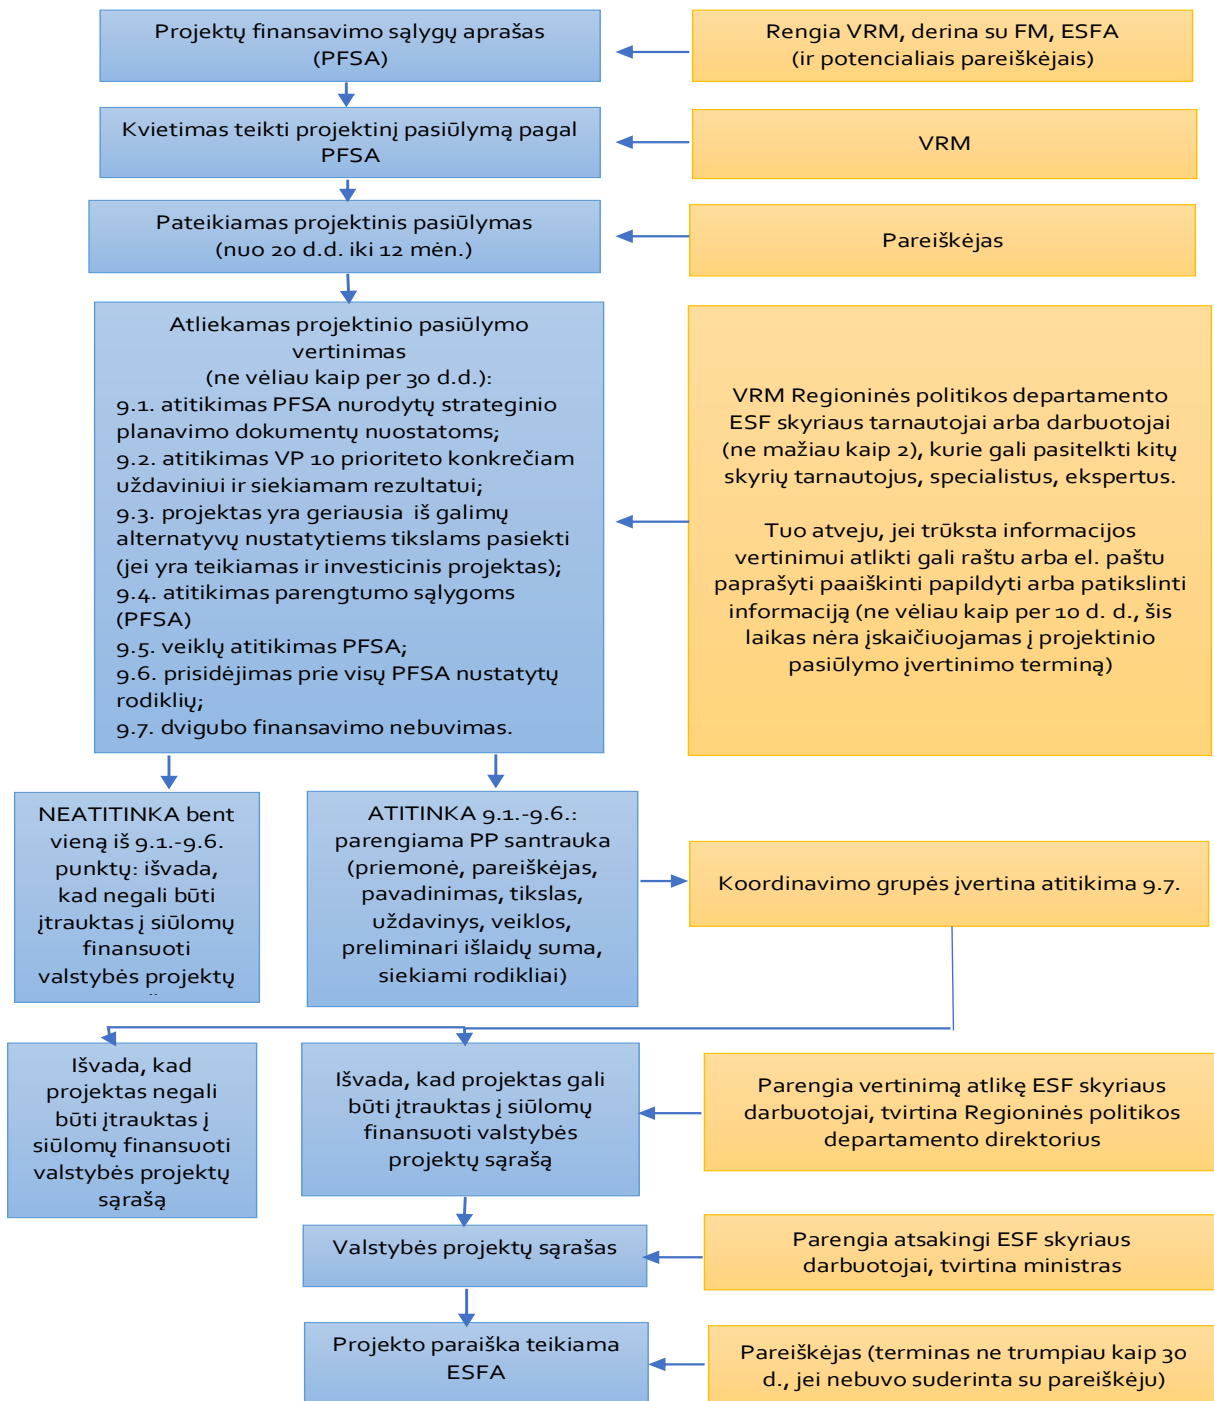 Projektų finansavimo sąlygų aprašas
(PFSA)
Rengia VRM, derina su FM, ESFA
(ir potencialiais pareiškėjais)
Kvietimas teikti projektinį pasiūlymą pagal
PFSA
VRM
Pateikiamas projektinis pasiūlymas
(nuo 20 d.d. iki 12 mėn.)
Pareiškėjas
Atliekamas projektinio pasiūlymo
vertinimas
(ne vėliau kaip per 30 d.d.):
9.1. atitikimas PFSA nurodytų strateginio
planavimo dokumentų nuostatoms;
9.2. atitikimas VP 10 prioriteto konkrečiam
uždaviniui ir siekiamam rezultatui;
9.3. projektas yra geriausia iš galimų
alternatyvų nustatytiems tikslams pasiekti
(jei yra teikiamas ir investicinis projektas);
9.4. atitikimas parengtumo sąlygoms
(PFSA)
9.5. veiklų atitikimas PFSA;
9.6. prisidėjimas prie visų PFSA nustatytų
rodiklių;
9.7. dvigubo finansavimo nebuvimas.
VRM Regioninės politikos departamento
ESF skyriaus tarnautojai arba darbuotojai
(ne mažiau kaip 2), kurie gali pasitelkti kitų
skyrių tarnautojus, specialistus, ekspertus.
Tuo atveju, jei trūksta informacijos
vertinimui atlikti gali raštu arba el. paštu
paprašyti paaiškinti papildyti arba patikslinti
informaciją (ne vėliau kaip per 10 d. d., šis
laikas nėra įskaičiuojamas į projektinio
pasiūlymo įvertinimo terminą)
NEATITINKA bent
vieną iš 9.1.-9.6.
punktų: išvada,
kad negali būti
įtrauktas į siūlomų
finansuoti
valstybės projektų
ATITINKA 9.1.-9.6.:
parengiama PP santrauka
(priemonė, pareiškėjas,
pavadinimas, tikslas,
uždavinys, veiklos,
preliminari išlaidų suma,
siekiami rodikliai)
Koordinavimo grupės įvertina atitikima 9.7.
Išvada, kad
projektas negali
būti įtrauktas į
siūlomų finansuoti
valstybės projektų
sąrašą
Išvada, kad projektas gali
būti įtrauktas į siūlomų
finansuoti valstybės
projektų sąrašą
Parengia vertinimą atlikę ESF skyriaus
darbuotojai, tvirtina Regioninės politikos
departamento direktorius
Valstybės projektų sąrašas
Parengia atsakingi ESF skyriaus
darbuotojai, tvirtina ministras
Projekto paraiška teikiama
ESFA
Pareiškėjas (terminas ne trumpiau kaip 30
d., jei nebuvo suderinta su pareiškėju)